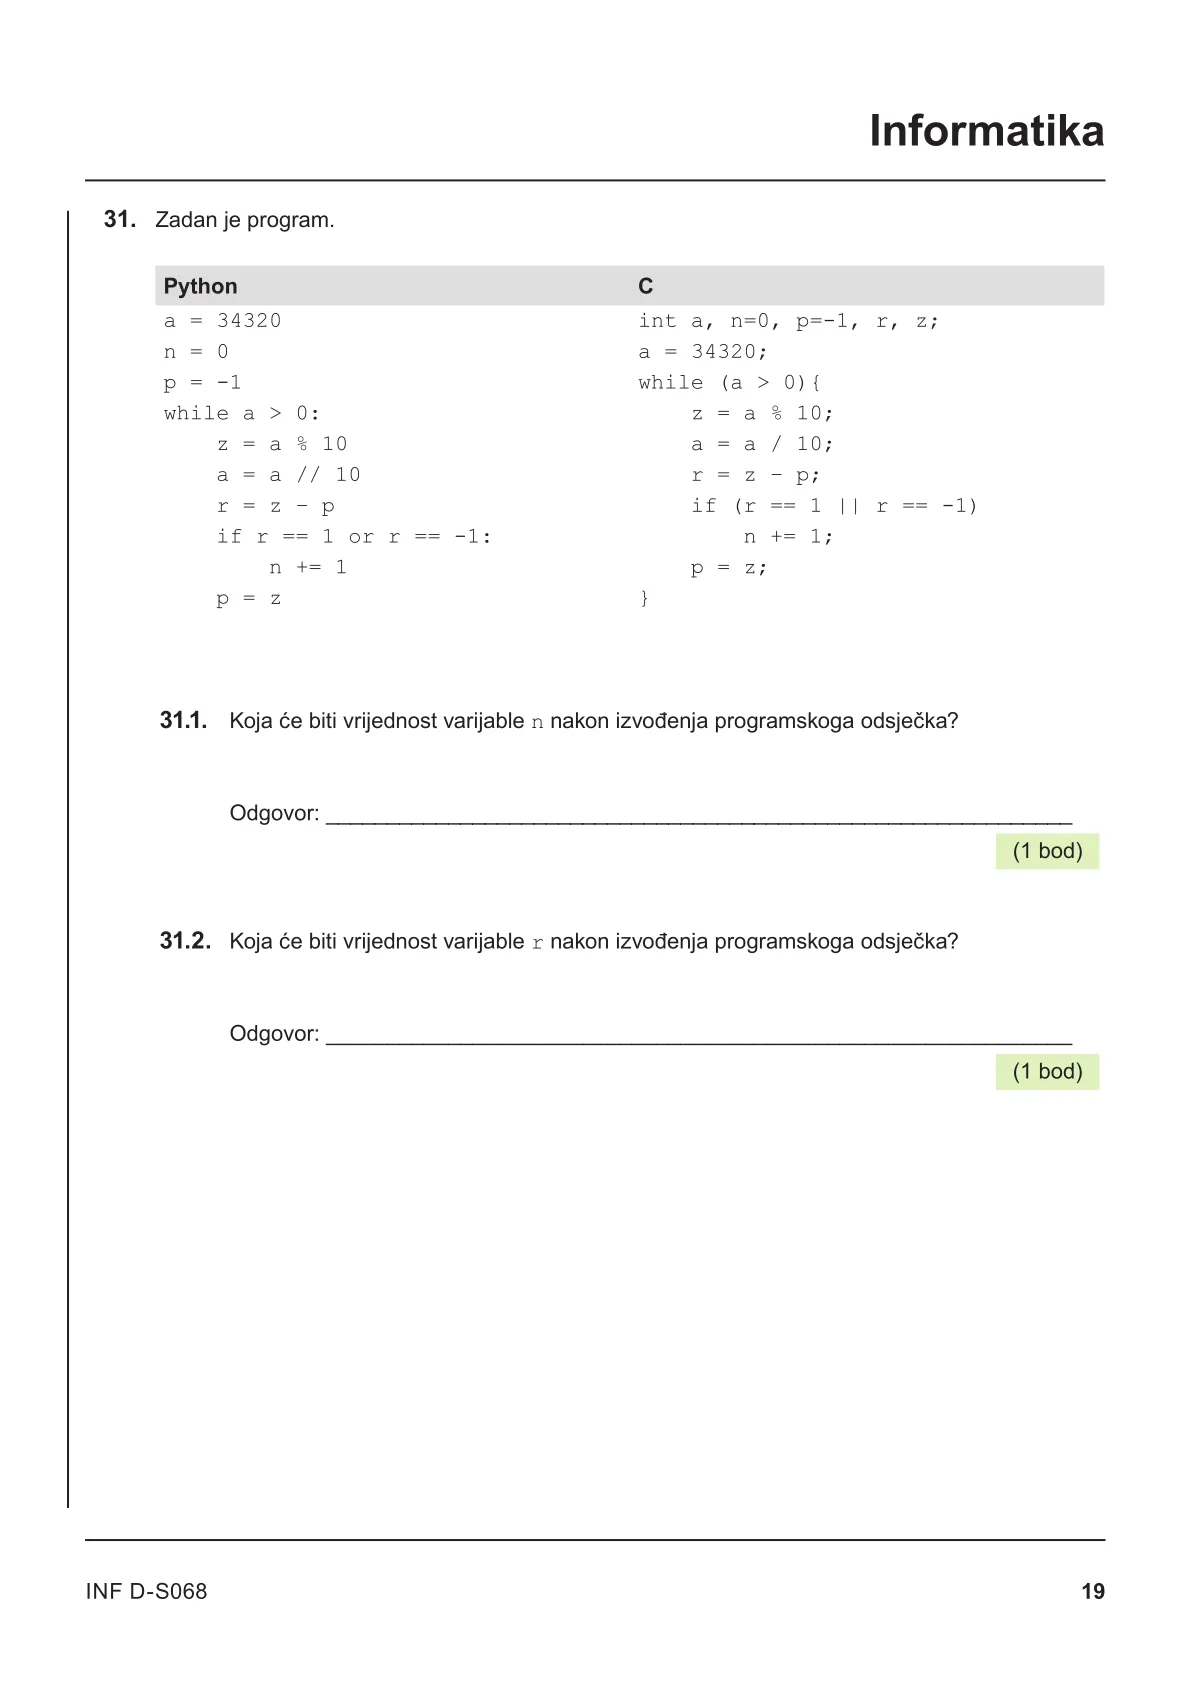 Informatika
31. Zadan je program.
Python C
a = 34320 int a, n=0, p=-1, r, z;
n = 0 a = 34320;
p = -1 while (a > 0){
while a > 0: z = a % 10;
z = a % 10 a = a / 10;
a = a // 10 r = z – p;
r = z – p if (r == 1 || r == -1)
if r == 1 or r == -1: n += 1;
n += 1 p = z;
p = z }
31.1. Koja će biti vrijednost varijable n nakon izvođenja programskoga odsječka?
Odgovor: _____________________________________________________________
(1 bod)
31.2. Koja će biti vrijednost varijable r nakon izvođenja programskoga odsječka?
Odgovor: _____________________________________________________________
(1 bod)
INF D-S068 19